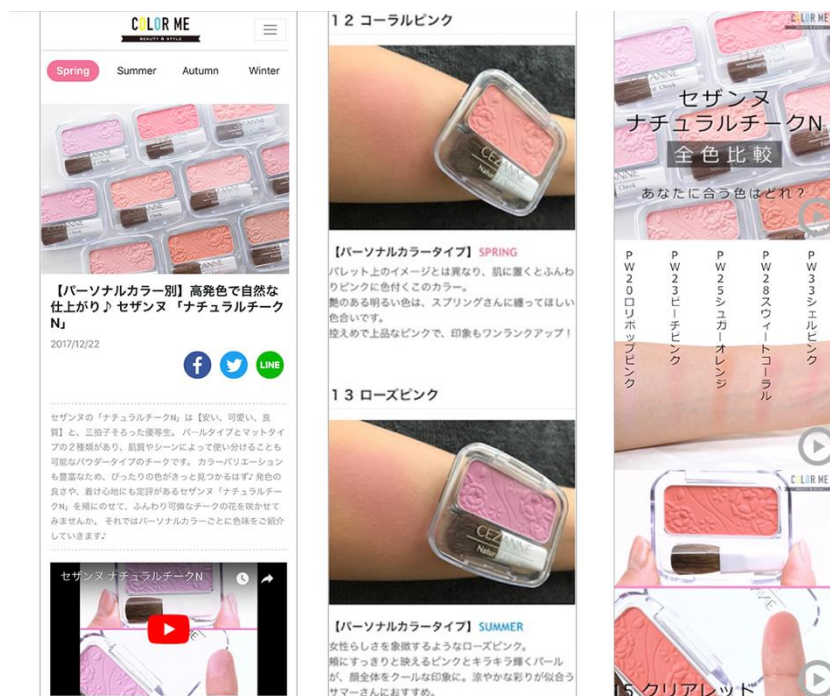 COLOR ME
BEAUTY & STYLE
Spring
Summer
Autumn
Winter
【パーソナルカラー別】高発色で自然な
仕上がり♪ セザンヌ 「ナチュラルチーク
N」
2017/12/22
LINE
セザンヌの「ナチュラルチークN」は【安い、可愛い、良
質】と、三拍子そろった優等生。 パールタイプとマットタイ
プの2種類があり、肌質やシーンによって使い分けることも
可能なパウダータイプのチークです。 カラーバリエーション
も豊富なため、ぴったりの色がきっと見つかるはず♪ 発色の
良さや、着け心地にも定評があるセザンヌ「ナチュラルチー
クN」を頬にのせて、ふんわり可憐なチークの花を咲かせて
みませんか。 それではパーソナルカラーごとに色味をご紹介
していきます♪
セザンヌ ナチュラルチークN
12 コーラルピンク
CEZANNE
【パーソナルカラータイプ】SPRING
パレット上のイメージとは異なり、肌に置くとふんわ
りピンクに色付くこのカラー。
艶のある明るい色は、スプリングさんに纏ってほしい
色合いです。
控えめで上品なピンクで、印象もワンランクアップ！
13 ローズピンク
CEZANNE
【パーソナルカラータイプ】SUMMER
女性らしさを象徴するようなローズピンク。
頬にすっきりと映えるピンクとキラキラ輝くパール
が、顔全体をクールな印象に。涼やかな彩りが似合う
サマーさんにおすすめ。
COLOR ME
セザンヌ
ナチュラルチークN
全色比較
あなたに合う色はどれ？
PW20ロリポップピンク
PW23ピーチピンク
PW25シュガーオレンジ
PW28スウィートコーラル
PW33シェルピンク
COLOR ME
15 クリアレッド